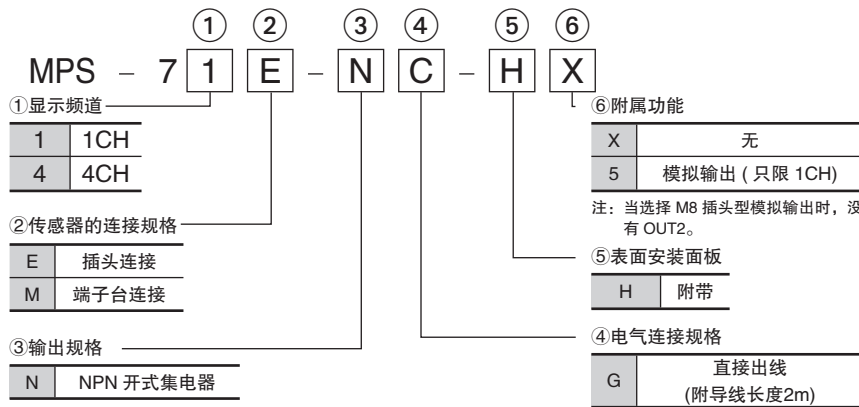 ① ② ③ ④ ⑤ ⑥
MPS – 7 1 E – N C – H X
①显示频道
1 1CH
4 4CH
②传感器的连接规格
E 插头连接
M 端子台连接
③输出规格
N NPN 开式集电器
⑥附属功能
X 无
5 模拟输出 ( 只限 1CH)
注：当选择 M8 插头型模拟输出时，没
有 OUT2。
⑤表面安装面板
H 附带
④电气连接规格
G 直接出线
(附导线长度2m)